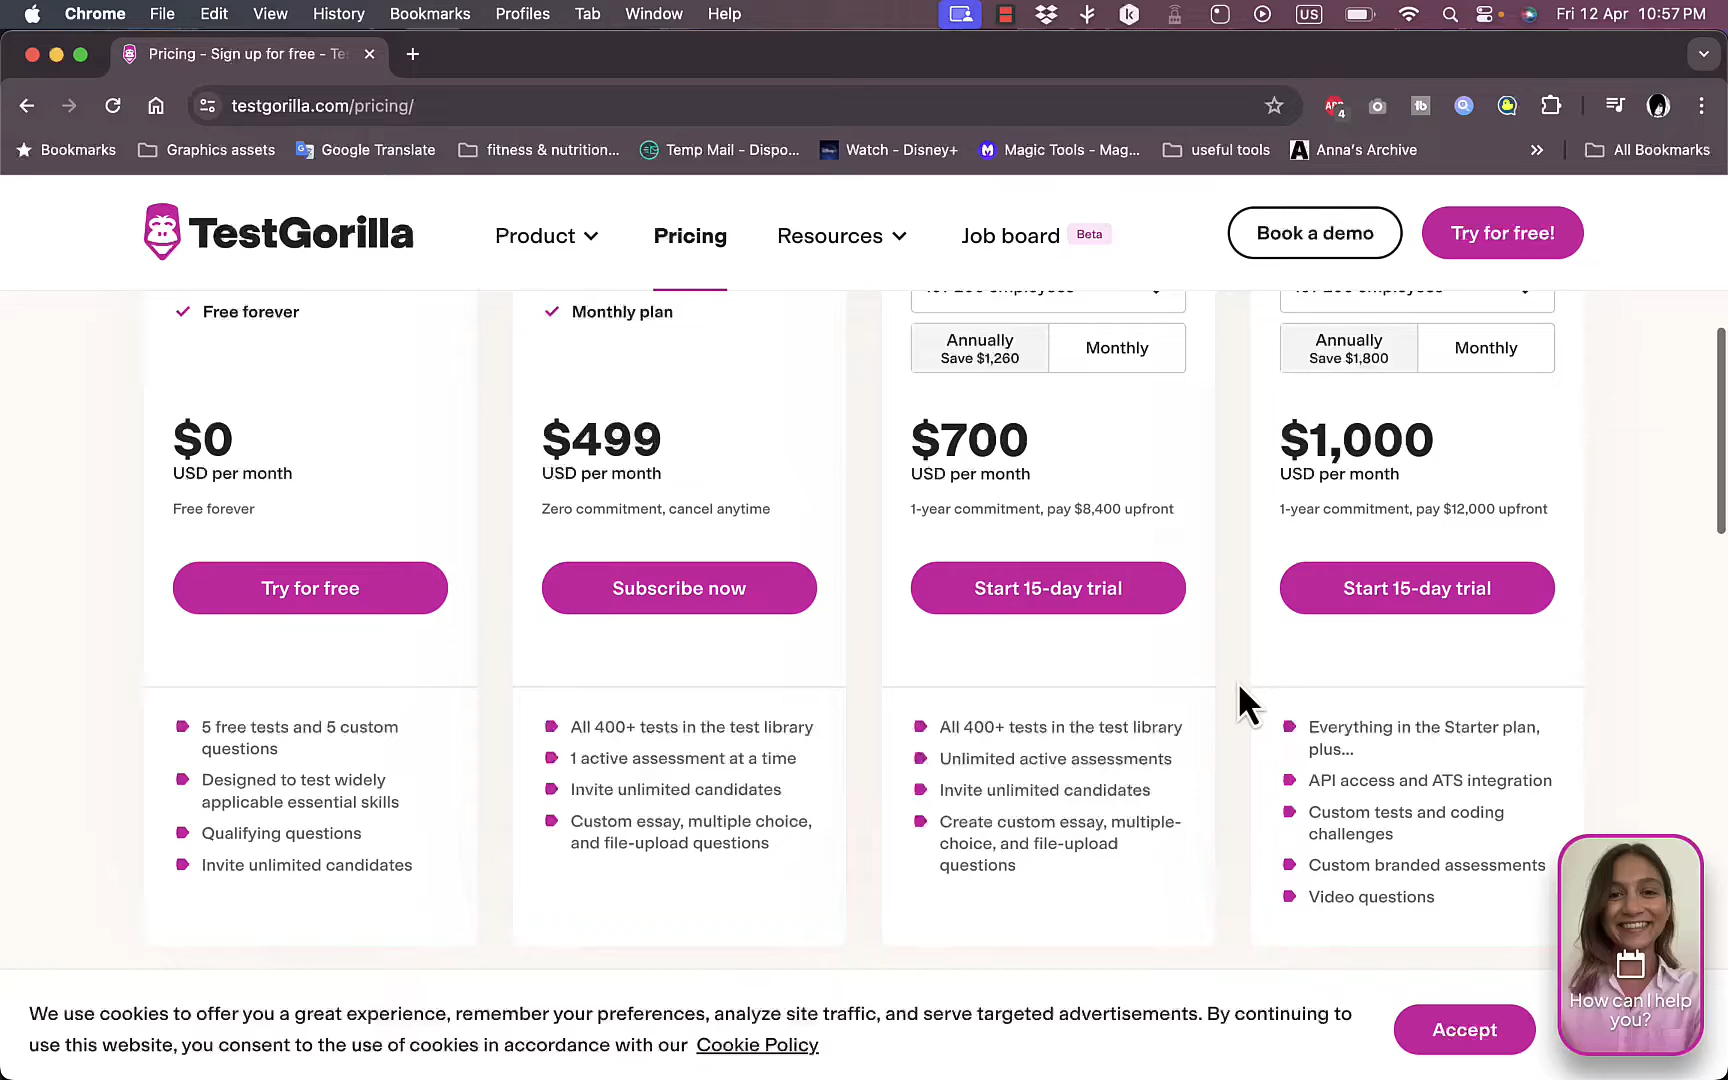 Chrome File Edit View History Bookmarks Profiles Tab Window Help US Fri 12 Apr 10:57 PM
Pricing - Sign up for free - Te
testgorilla.com/pricing/
ABP 4 tb
Bookmarks Graphics assets Google Translate fitness & nutrition... Temp Mail - Dispo... Watch - Disney+ Magic Tools - Mag... useful tools Anna's Archive All Bookmarks
TestGorilla Product Pricing Resources Job board Beta Book a demo Try for free!
Free forever
$0
USD per month
Free forever
Try for free
5 free tests and 5 custom
questions
Designed to test widely
applicable essential skills
Qualifying questions
Invite unlimited candidates
Monthly plan
$499
USD per month
Zero commitment, cancel anytime
Subscribe now
All 400+ tests in the test library
1 active assessment at a time
Invite unlimited candidates
Custom essay, multiple choice,
and file-upload questions
Annually Monthly
Save $1,260
$700
USD per month
1-year commitment, pay $8,400 upfront
Start 15-day trial
All 400+ tests in the test library
Unlimited active assessments
Invite unlimited candidates
Create custom essay, multiple-
choice, and file-upload
questions
Annually Monthly
Save $1,800
$1,000
USD per month
1-year commitment, pay $12,000 upfront
Start 15-day trial
Everything in the Starter plan,
plus...
API access and ATS integration
Custom tests and coding
challenges
Custom branded assessments
Video questions
How can I help
you?
We use cookies to offer you a great experience, remember your preferences, analyze site traffic, and serve targeted advertisements. By continuing to
use this website, you consent to the use of cookies in accordance with our Cookie Policy
Accept